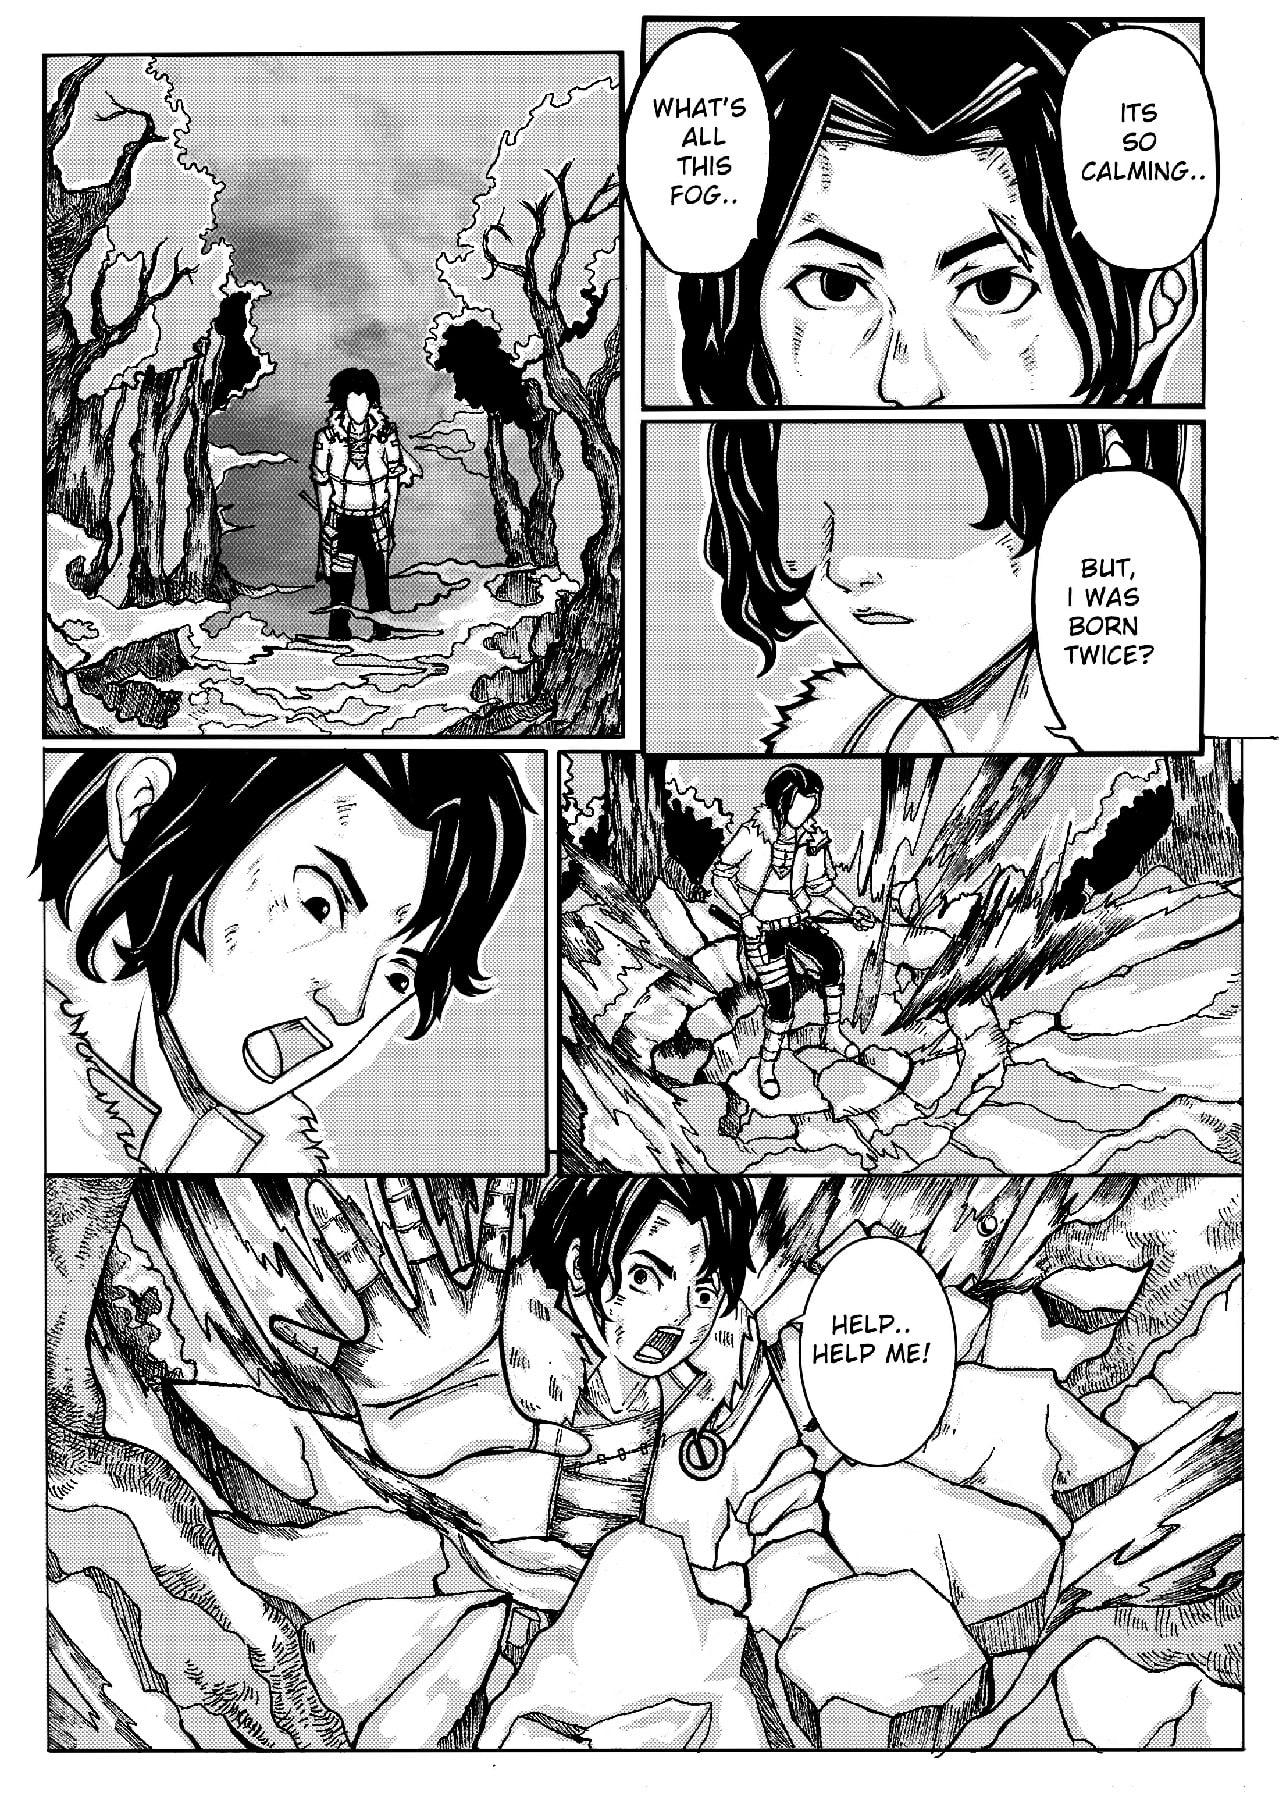 WHAT'S
ALL
THIS
FOG..
ITS
SO
CALMING..
BUT,
I WAS
BORN
TWICE?
HELP..
HELP ME!